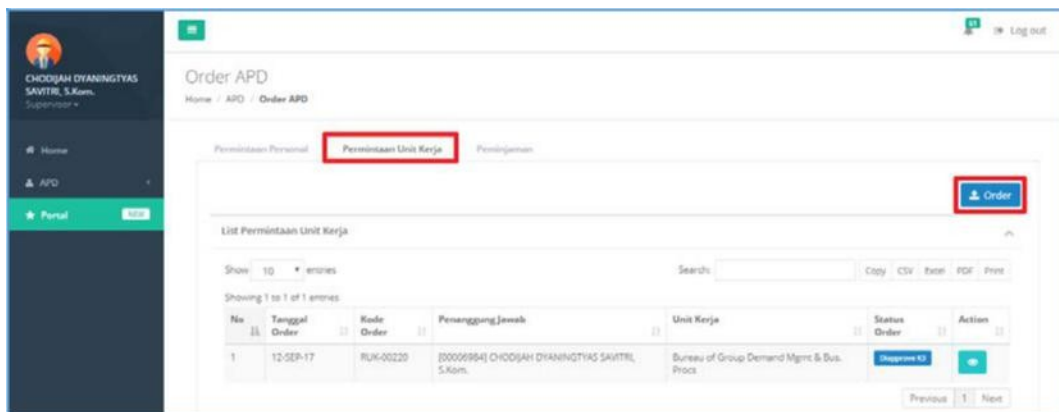 61
Log out
CHODIJAH DYANINGTYAS
SAVITRI, S.Kom.
Supervisor
Order APD
Home / APD / Order APD
Home
APD
Portal NEW
Permintaan Personal Permintaan Unit Kerja Peminjaman
Order
List Permintaan Unit Kerja
Show 10 entries Search: Copy CSV Excel PDF Print
Showing 1 to 1 of 1 entries
No Tanggal Order Kode Order Penanggung Jawab Unit Kerja Status Order Action
1 12-SEP-17 RUK-00220 [00006984] CHODIJAH DYANINGTYAS SAVITRI, S.Kom. Bureau of Group Demand Mgmt & Bus. Procs Disapprove K3
Previous 1 Next